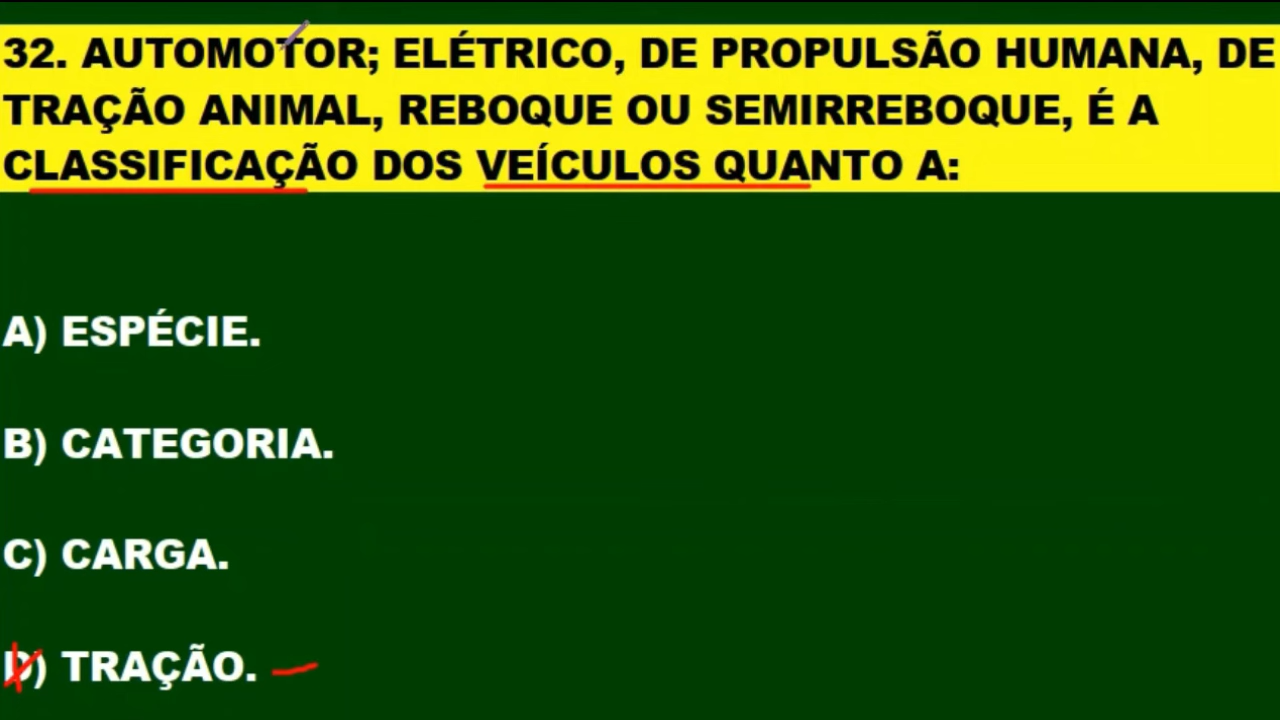 32. AUTOMOTOR; ELÉTRICO, DE PROPULSÃO HUMANA, DE
TRAÇÃO ANIMAL, REBOQUE OU SEMIRREBOQUE, É A
CLASSIFICAÇÃO DOS VEÍCULOS QUANTO A:
A) ESPÉCIE.
B) CATEGORIA.
C) CARGA.
D) TRAÇÃO.